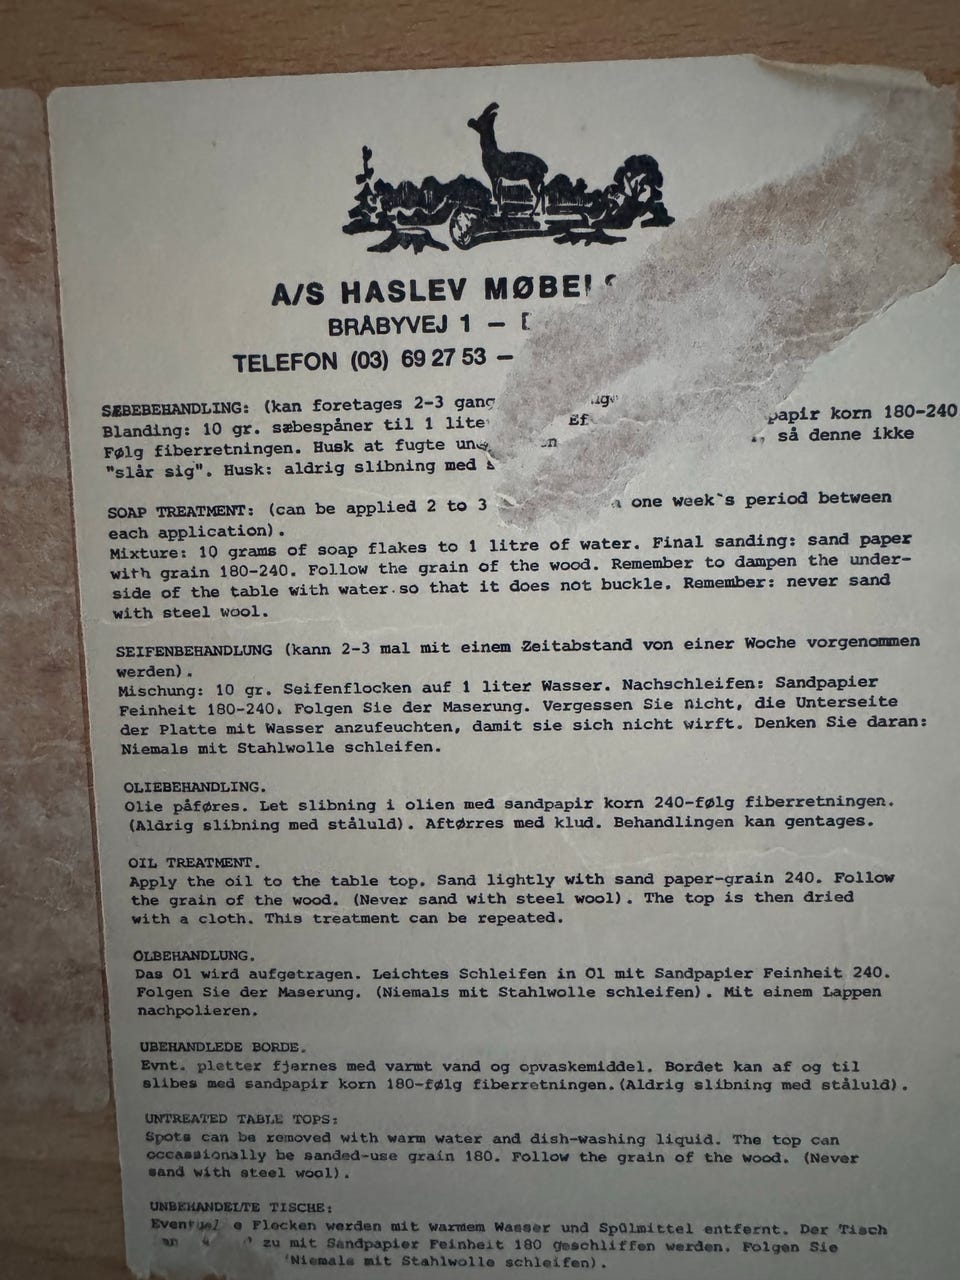 A/S HASLEV MØBELS
BRÅBYVEJ 1 –
TELEFON (03) 69 27 53 –
SÆBEBEHANDLING: (kan foretages 2-3 gang
Blanding: 10 gr. sæbespåner til 1 lite Ef papir korn 180-240
Følg fiberretningen. Husk at fugte un så denne ikke
"slår sig". Husk: aldrig slibning med
SOAP TREATMENT: (can be applied 2 to 3 one week`s period between
each application).
Mixture: 10 grams of soap flakes to 1 litre of water. Final sanding: sand paper
with grain 180-240. Follow the grain of the wood. Remember to dampen the under-
side of the table with water.so that it does not buckle. Remember: never sand
with steel wool.
SEIFENBEHANDLUNG (kann 2-3 mal mit einem Zeitabstand von einer Woche vorgenommen
werden).
Mischung: 10 gr. Seifenflocken auf 1 liter Wasser. Nachschleifen: Sandpapier
Feinheit 180-240. Folgen Sie der Maserung. Vergessen Sie nicht, die Unterseite
der Platte mit Wasser anzufeuchten, damit sie sich nicht wirft. Denken Sie daran:
Niemals mit Stahlwolle schleifen.
OLIEBEHANDLING.
Olie påføres. Let slibning i olien med sandpapir korn 240-følg fiberretningen.
(Aldrig slibning med ståluld). Aftørres med klud. Behandlingen kan gentages.
OIL TREATMENT.
Apply the oil to the table top. Sand lightly with sand paper-grain 240. Follow
the grain of the wood. (Never sand with steel wool). The top is then dried
with a cloth. This treatment can be repeated.
ÖLBEHANDLUNG.
Das Öl wird aufgetragen. Leichtes Schleifen in Öl mit Sandpapier Feinheit 240.
Folgen Sie der Maserung. (Niemals mit Stahlwolle schleifen). Mit einem Lappen
nachpolieren.
UBEHANDLEDE BORDE.
Evnt. pletter fjernes med varmt vand og opvaskemiddel. Bordet kan af og til
slibes med sandpapir korn 180-følg fiberretningen.(Aldrig slibning med ståluld).
UNTREATED TABLE TOPS:
Spots can be removed with warm water and dish-washing liquid. The top can
occassionally be sanded-use grain 180. Follow the grain of the wood. (Never
sand with steel wool).
UNBEHANDELTE TISCHE:
Flecken werden mit warmem Wasser und Spülmittel entfernt. Der Tisch
zu mit Sandpapier Feinheit 180 geschliffen werden. Folgen Sie
Niemals mit Stahlwolle schleifen).